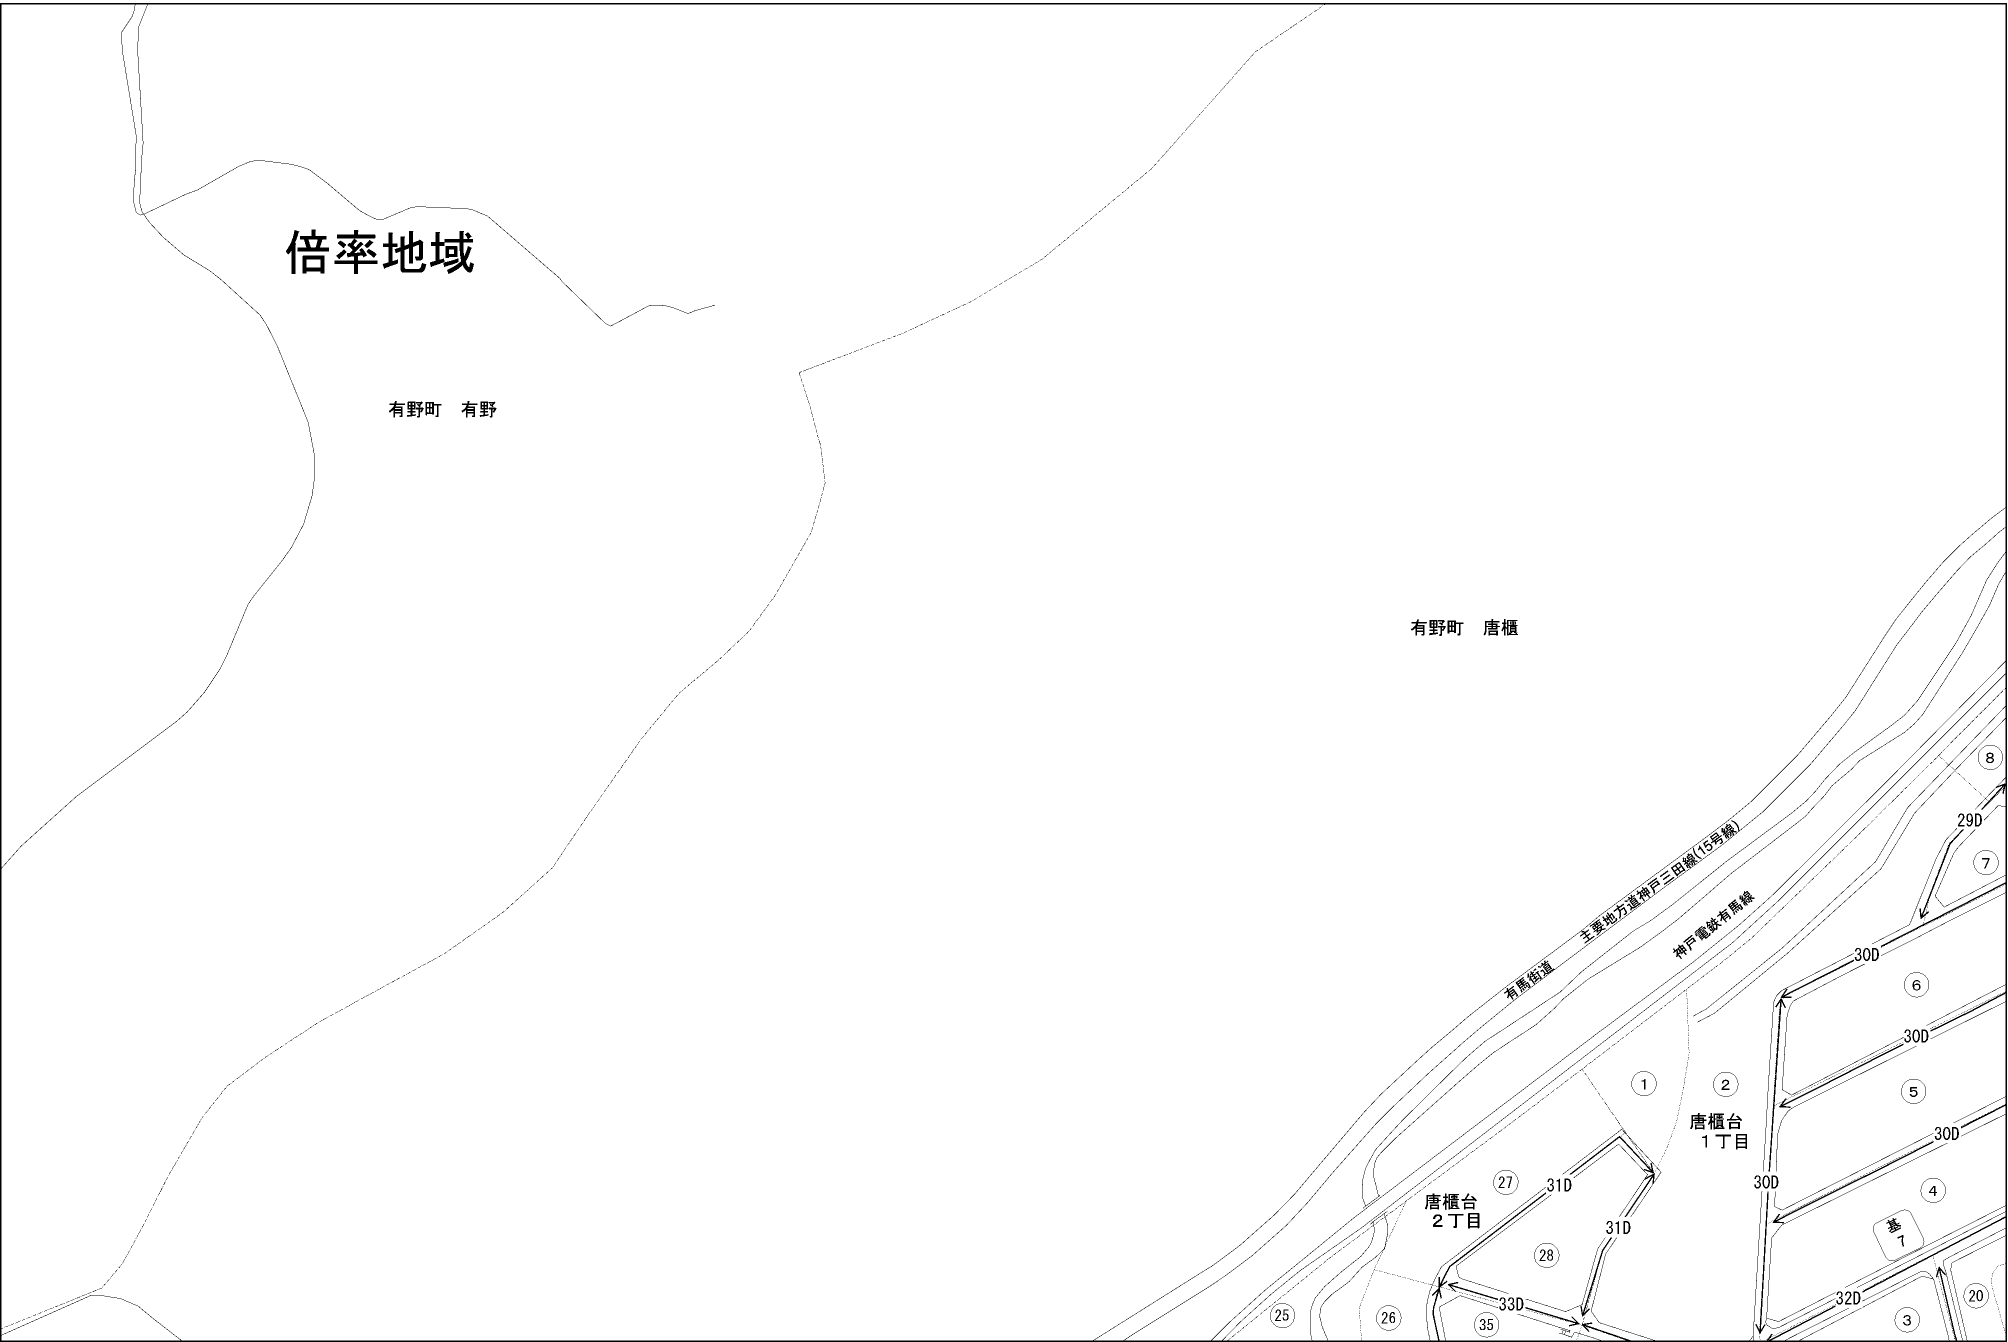 倍率地域
有野町　有野
有野町　唐櫃
8
29D
7
主要地方道神戸三田線(15号線)
神戸電鉄有馬線
有馬街道
30D
6
30D
1
2
5
唐櫃台
1丁目
30D
30D
27
31D
4
唐櫃台
2丁目
31D
基
7
28
33D
32D
20
25
26
35
3